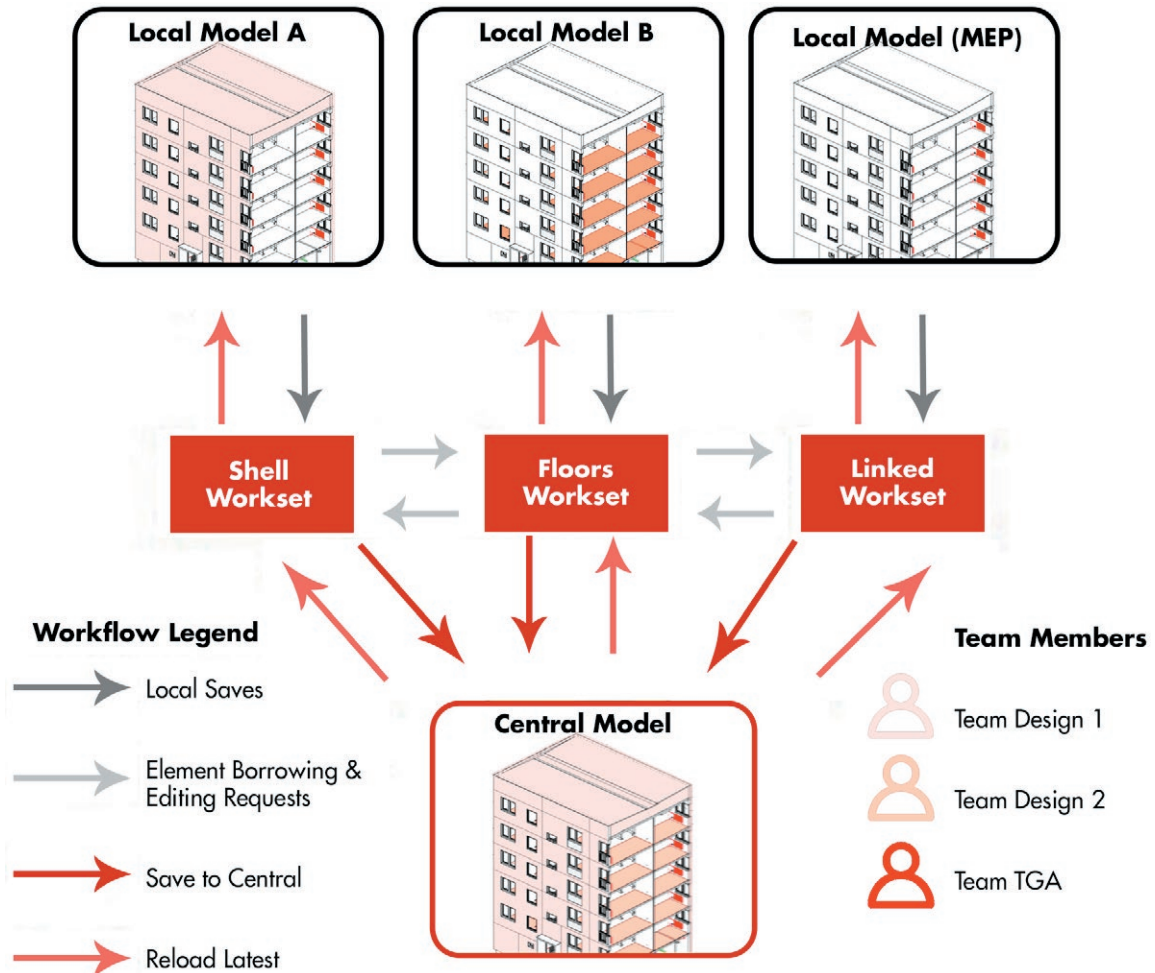 Local Model A
Local Model B
Local Model (MEP)
Shell
Workset
Floors
Workset
Linked
Workset
Workflow Legend
Local Saves
Element Borrowing &
Editing Requests
Save to Central
Reload Latest
Central Model
Team Members
Team Design 1
Team Design 2
Team TGA